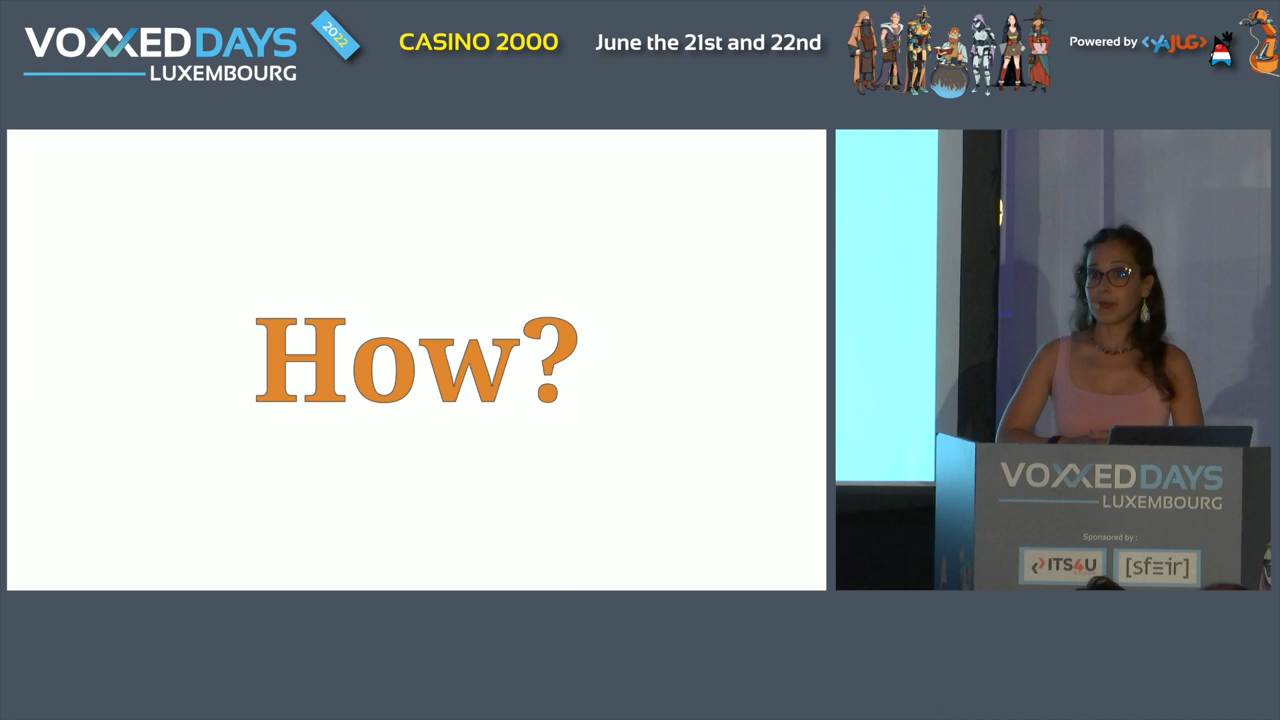 VOXXED DAYS
LUXEMBOURG
2022
CASINO 2000
June the 21st and 22nd
Powered by <YAJUG>
How?
VOXXED DAYS
LUXEMBOURG
Sponsored by :
ITS4U
[sfeir]